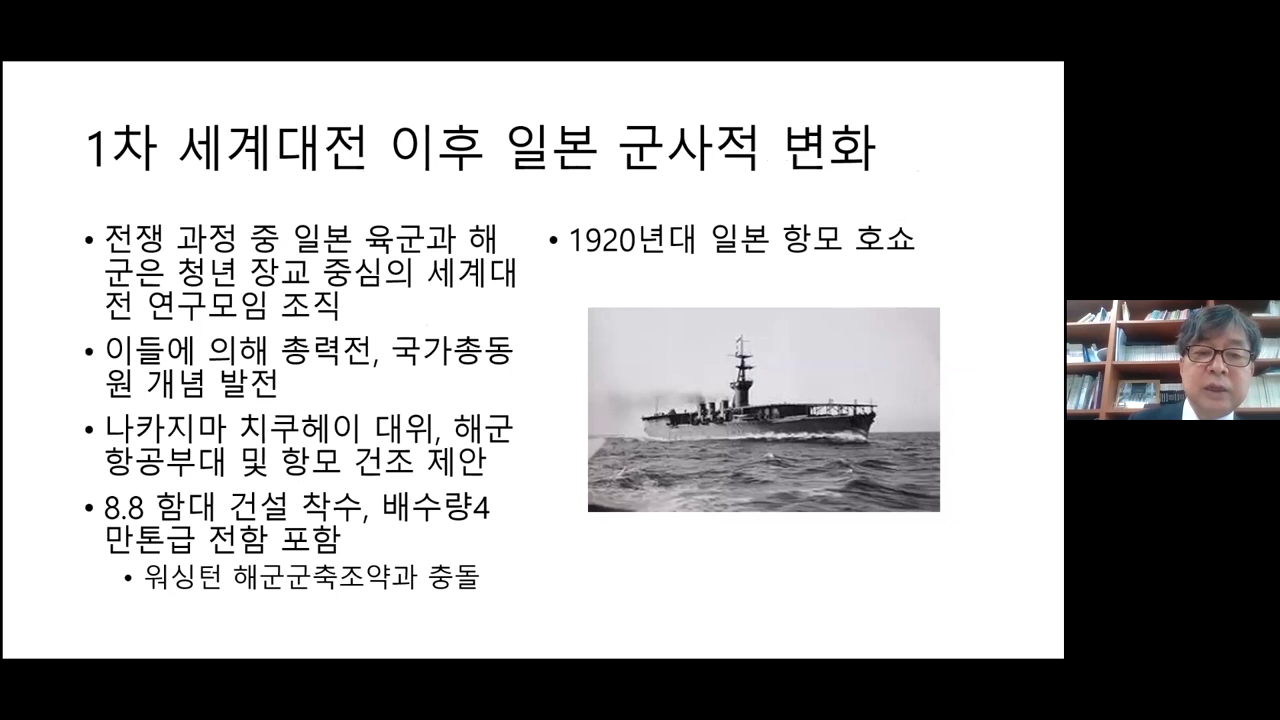 1차 세계대전 이후 일본 군사적 변화
• 전쟁 과정 중 일본 육군과 해
군은 청년 장교 중심의 세계대
전 연구모임 조직
• 이들에 의해 총력전, 국가총동
원 개념 발전
• 나카지마 치쿠헤이 대위, 해군
항공부대 및 항모 건조 제안
• 8.8 함대 건설 착수, 배수량4
만톤급 전함 포함
• 워싱턴 해군군축조약과 충돌
• 1920년대 일본 항모 호쇼